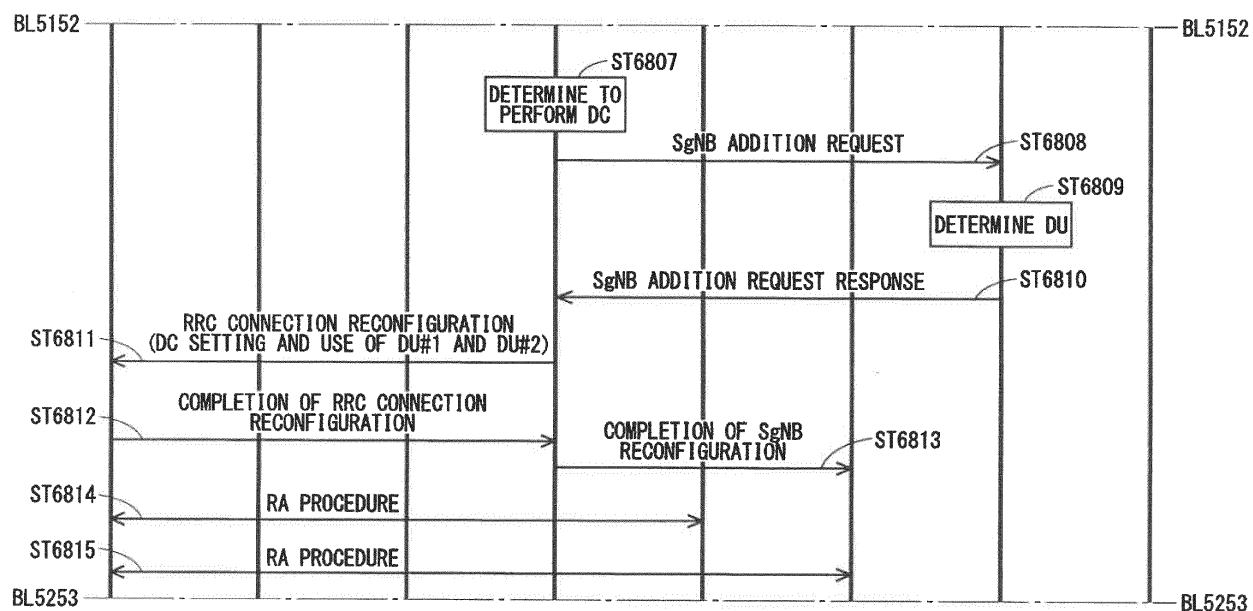 BL5152
BL5152
ST6807
DETERMINE TO
PERFORM DC
SgNB ADDITION REQUEST
ST6808
ST6809
DETERMINE DU
SgNB ADDITION REQUEST RESPONSE
ST6810
RRC CONNECTION RECONFIGURATION
(DC SETTING AND USE OF DU#1 AND DU#2)
ST6811
COMPLETION OF RRC CONNECTION
RECONFIGURATION
ST6812
COMPLETION OF SgNB
RECONFIGURATION
ST6813
ST6814
RA PROCEDURE
ST6815
RA PROCEDURE
BL5253
BL5253